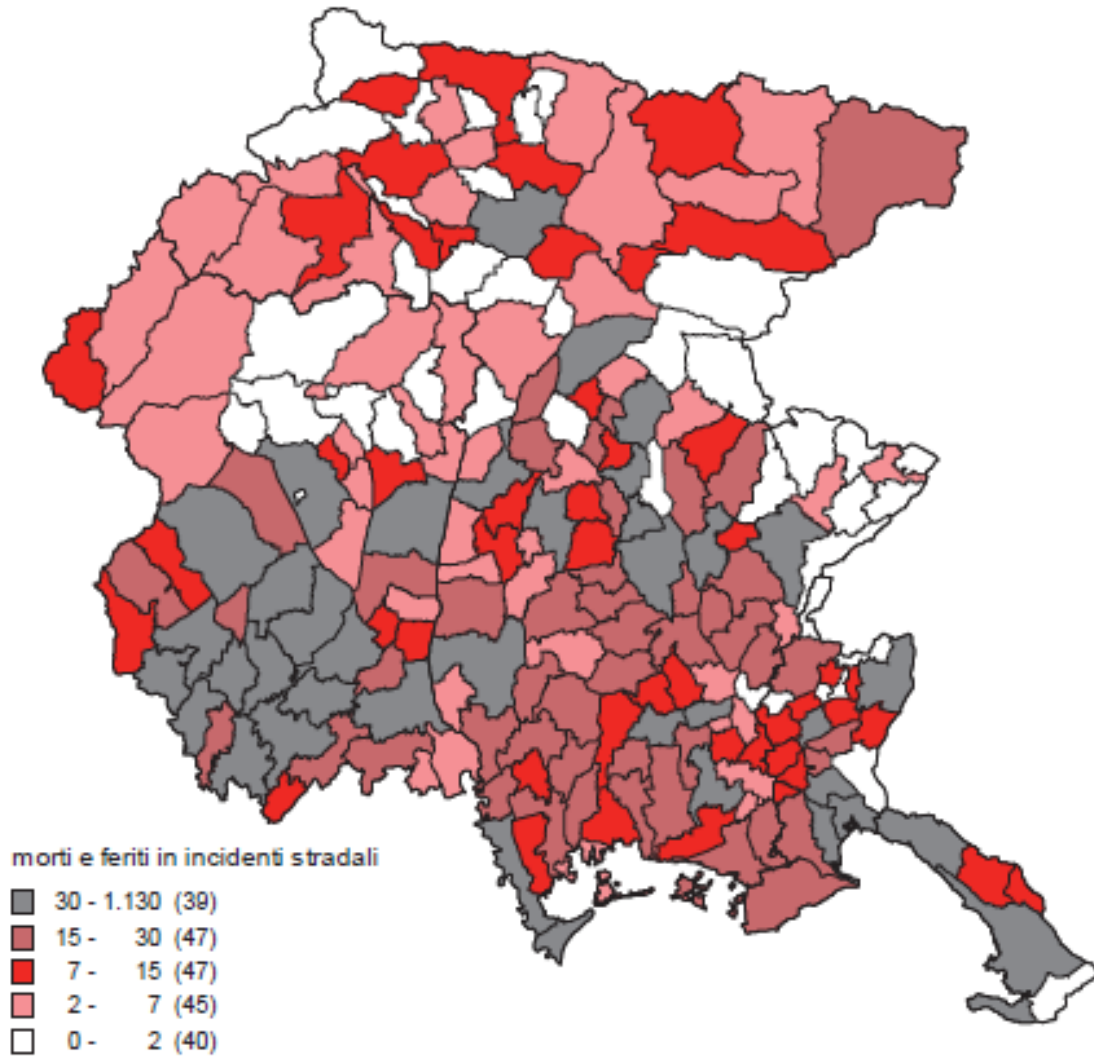 morti e feriti in incidenti stradali
30 - 1.130 (39)
15 - 30 (47)
7 - 15 (47)
2 - 7 (45)
0 - 2 (40)